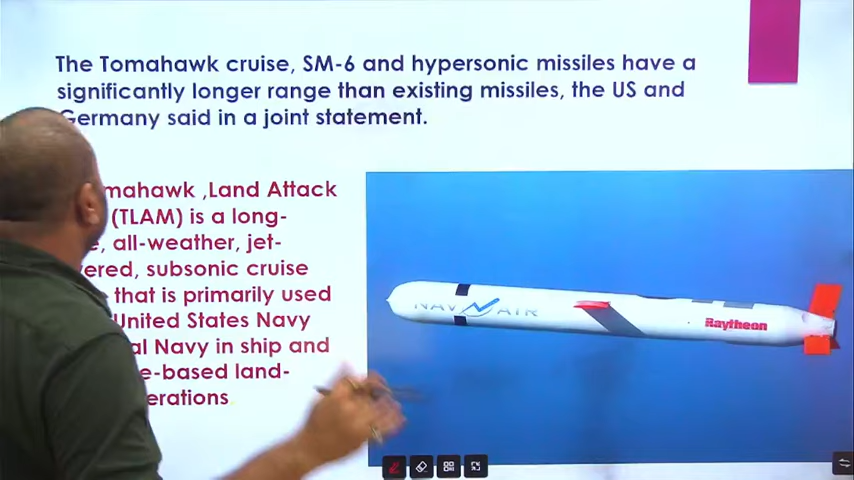 The Tomahawk cruise, SM-6 and hypersonic missiles have a
significantly longer range than existing missiles, the US and
Germany said in a joint statement.
mahawk ,Land Attack
(TLAM) is a long-
, all-weather, jet-
ered, subsonic cruise
that is primarily used
United States Navy
al Navy in ship and
e-based land-
erations
NAVAIR
Raytheon